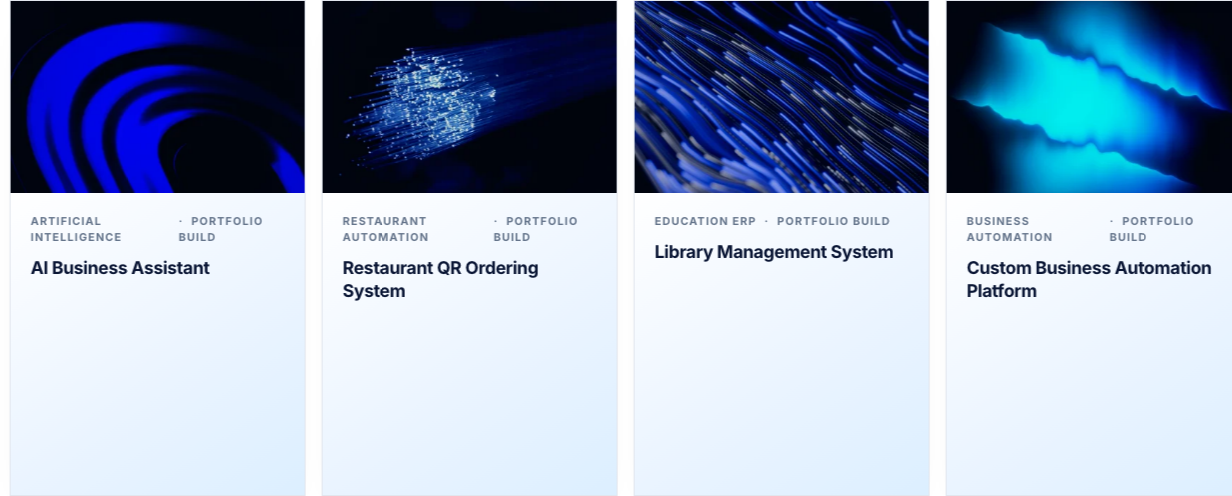 ARTIFICIAL INTELLIGENCE · PORTFOLIO BUILD
AI Business Assistant
RESTAURANT AUTOMATION · PORTFOLIO BUILD
Restaurant QR Ordering
System
EDUCATION ERP · PORTFOLIO BUILD
Library Management System
BUSINESS AUTOMATION · PORTFOLIO BUILD
Custom Business Automation
Platform